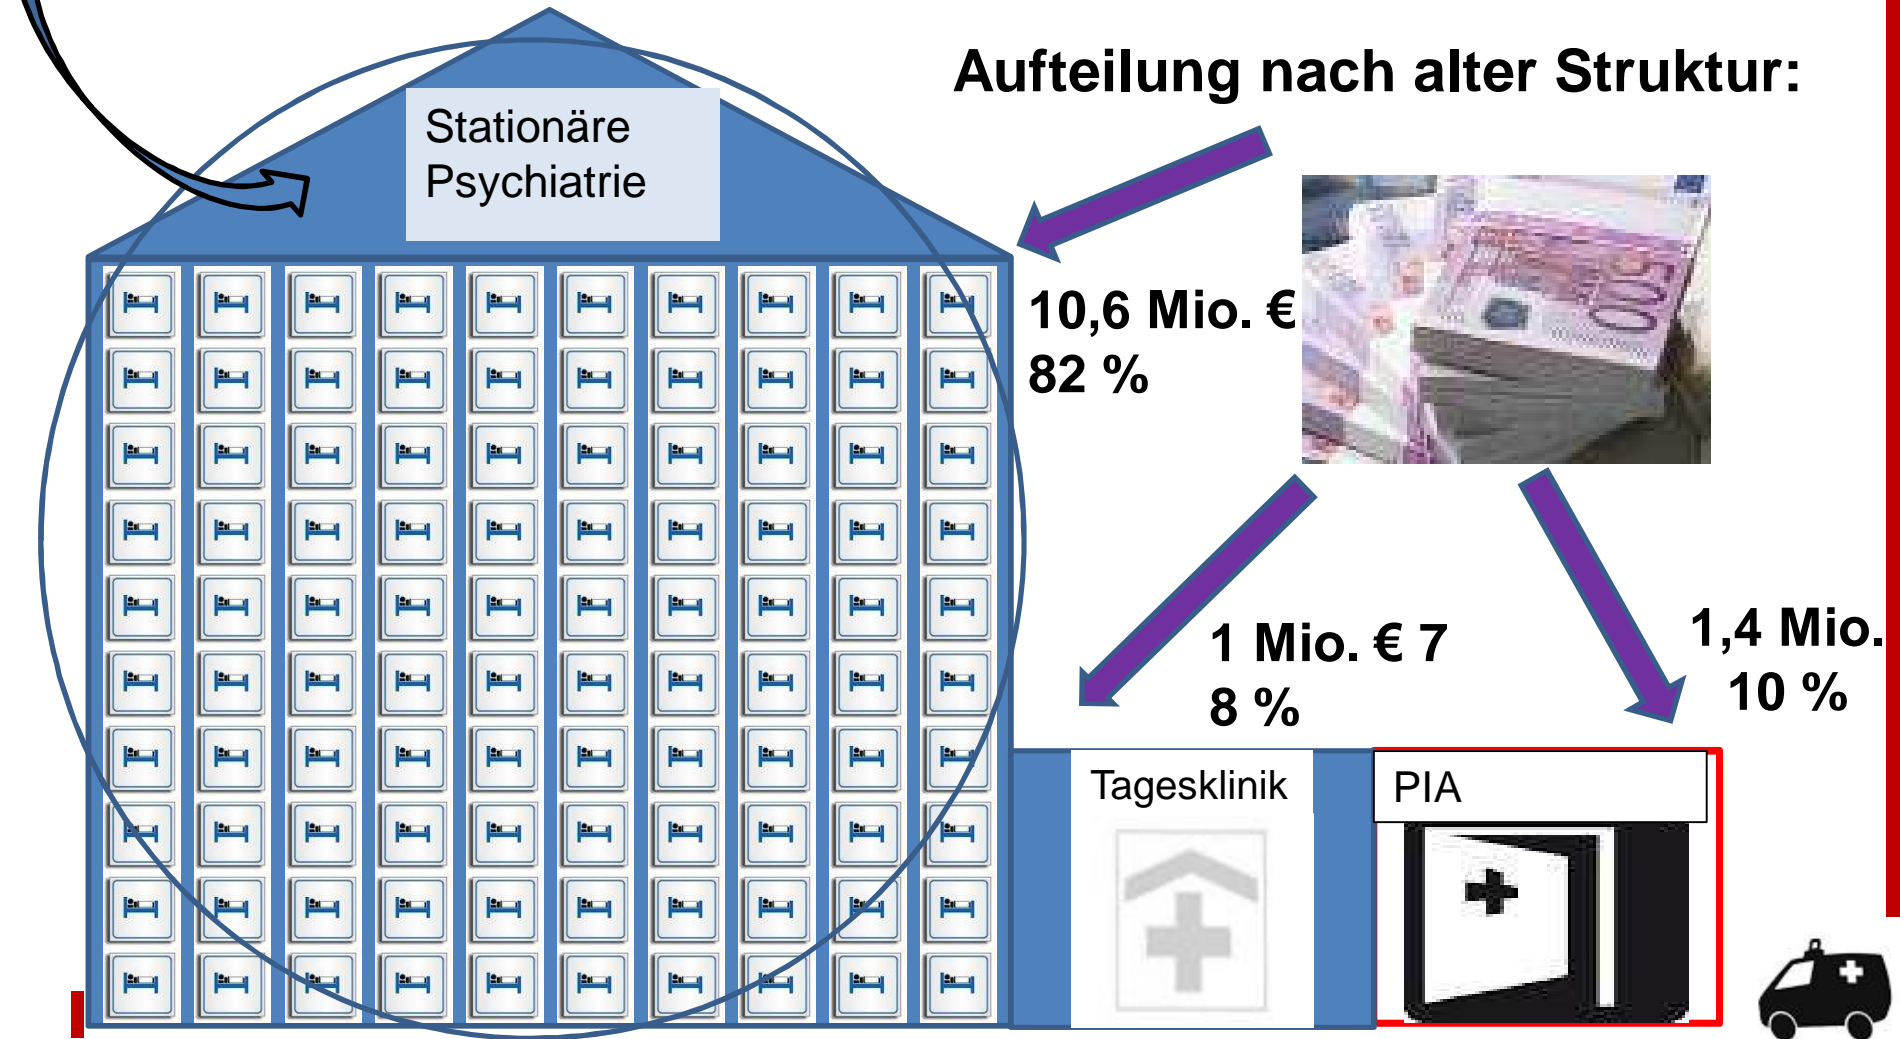 Aufteilung nach alter Struktur:
Stationäre
Psychiatrie
10,6 Mio. €
82 %
500
1 Mio. € 7
8 %
1,4 Mio.
10 %
Tagesklinik
PIA